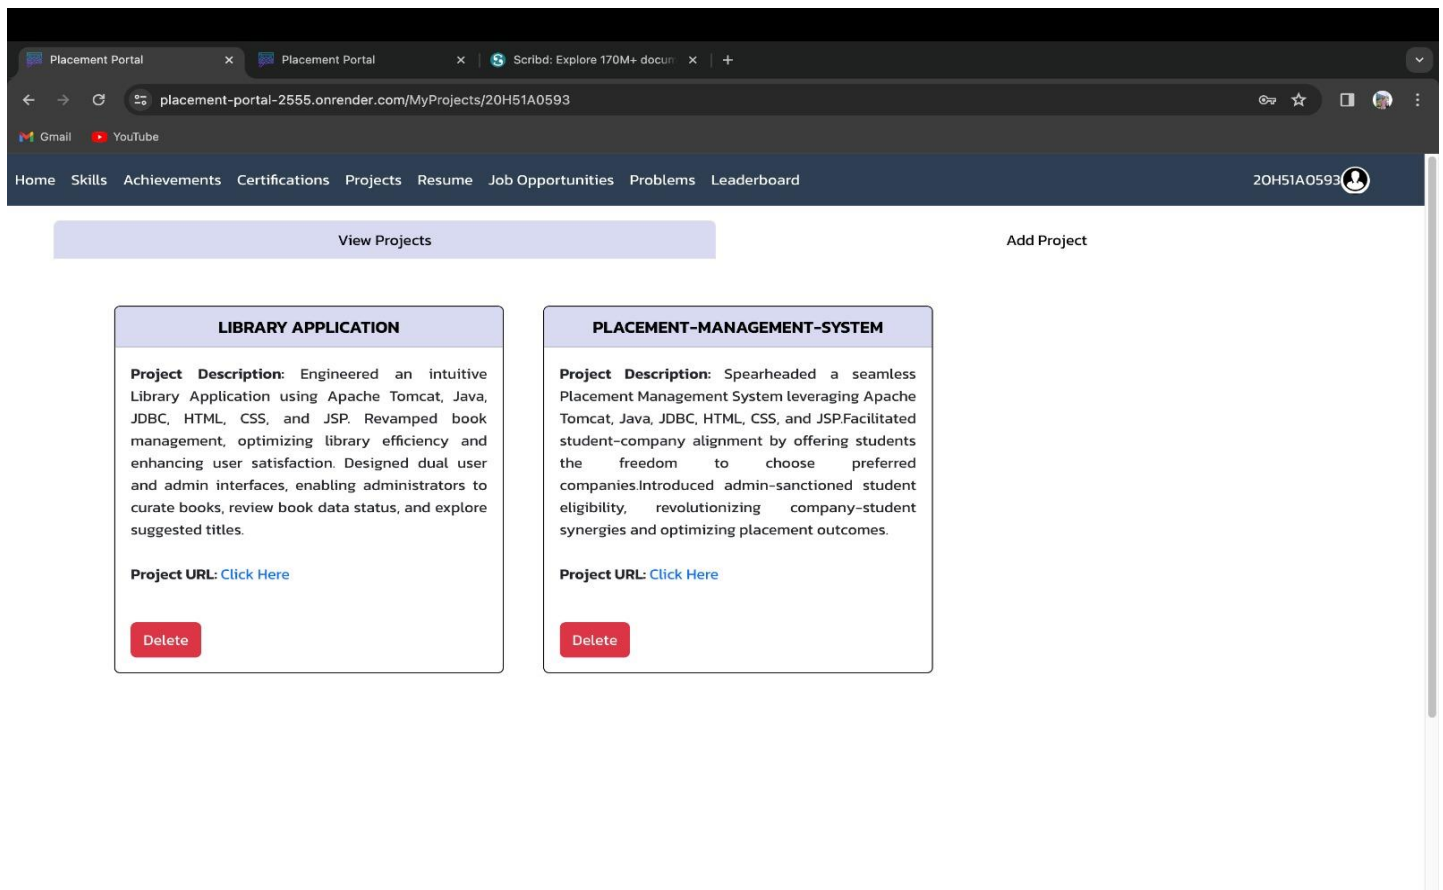 Placement Portal
Placement Portal
Scribd: Explore 170M+ docum
placement-portal-2555.onrender.com/MyProjects/20H51A0593
Gmail YouTube
Home Skills Achievements Certifications Projects Resume Job Opportunities Problems Leaderboard 20H51A0593
View Projects
Add Project
LIBRARY APPLICATION
Project Description: Engineered an intuitive
Library Application using Apache Tomcat, Java,
JDBC, HTML, CSS, and JSP. Revamped book
management, optimizing library efficiency and
enhancing user satisfaction. Designed dual user
and admin interfaces, enabling administrators to
curate books, review book data status, and explore
suggested titles.
Project URL: Click Here
Delete
PLACEMENT-MANAGEMENT-SYSTEM
Project Description: Spearheaded a seamless
Placement Management System leveraging Apache
Tomcat, Java, JDBC, HTML, CSS, and JSP.Facilitated
student-company alignment by offering students
the freedom to choose preferred
companies.Introduced admin-sanctioned student
eligibility, revolutionizing company-student
synergies and optimizing placement outcomes.
Project URL: Click Here
Delete